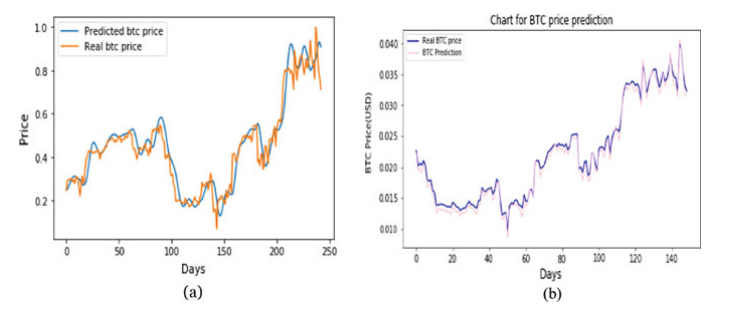 Predicted btc price
Real btc price
1.0
0.8
0.6
0.4
0.2
Price
0
50
100
150
200
250
Days
(a)
Chart for BTC price prediction
Real BTC price
BTC Prediction
0.040
0.035
0.030
0.025
0.020
0.015
0.010
BTC Price(USD)
0
20
40
60
80
100
120
140
Days
(b)